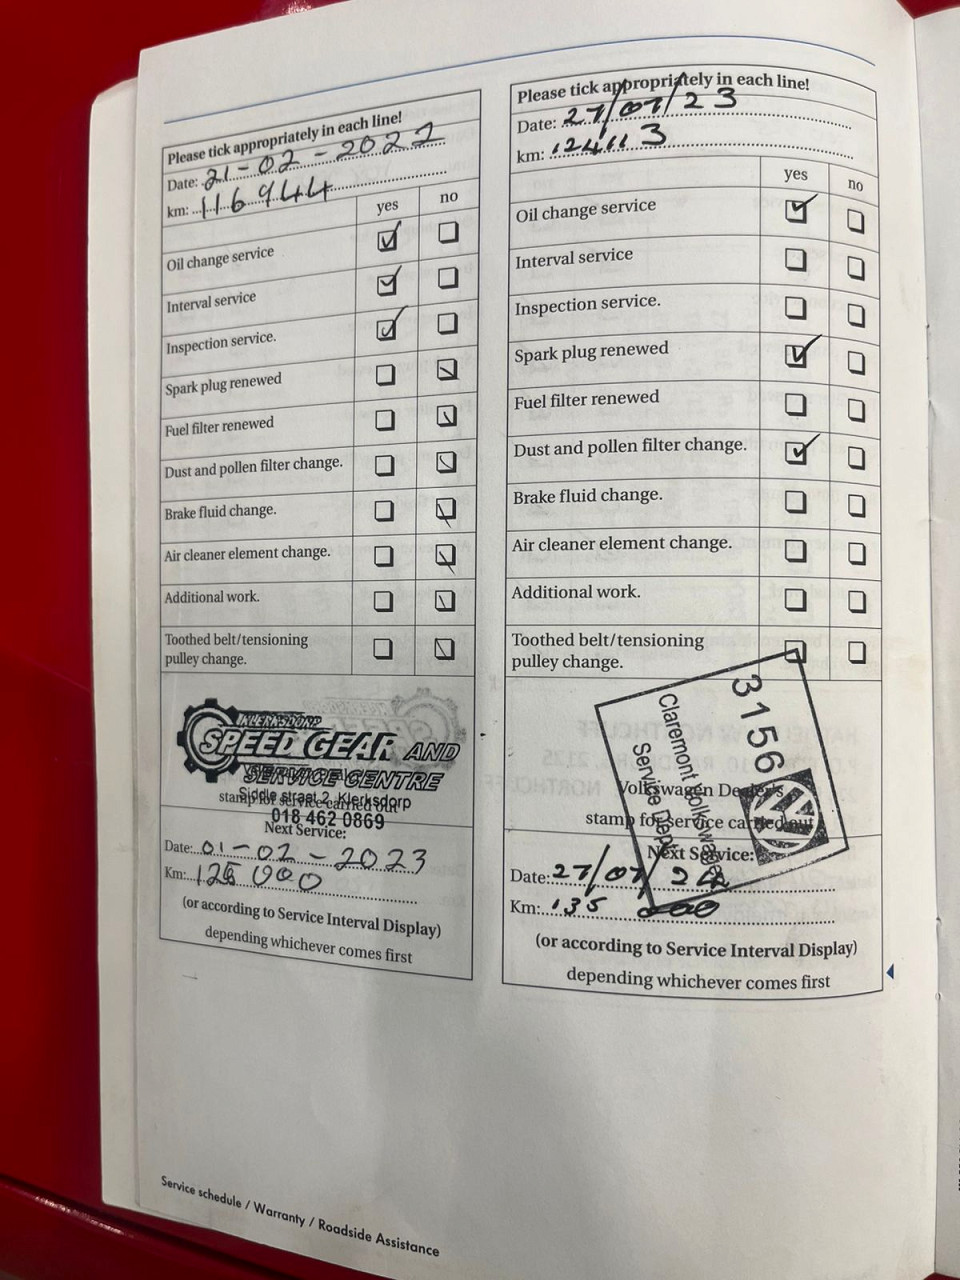 Please tick appropriately in each line!
Date: 21-02-2022
km: 116944
yes no
Oil change service
Interval service
Inspection service.
Spark plug renewed
Fuel filter renewed
Dust and pollen filter change.
Brake fluid change.
Air cleaner element change.
Additional work.
Toothed belt/tensioning
pulley change.
KLERKSDORP
SPEED GEAR AND
SERVICE CENTRE
Siddle straat 2, Klerksdorp
stamp for service carried out
018 462 0869
Next Service:
Date: 01-02-2023
Km: 125 000
(or according to Service Interval Display)
depending whichever comes first
Please tick appropriately in each line!
Date: 27/07/23
km: 124113
yes no
Oil change service
Interval service
Inspection service.
Spark plug renewed
Fuel filter renewed
Dust and pollen filter change.
Brake fluid change.
Air cleaner element change.
Additional work.
Toothed belt/tensioning
pulley change.
3156
Claremont Volkswagen
Service Dept
Volkswagen Dealer's
stamp for service carried out
Next Service:
Date: 27/07/24
Km: 135 000
(or according to Service Interval Display)
depending whichever comes first
Service schedule / Warranty / Roadside Assistance